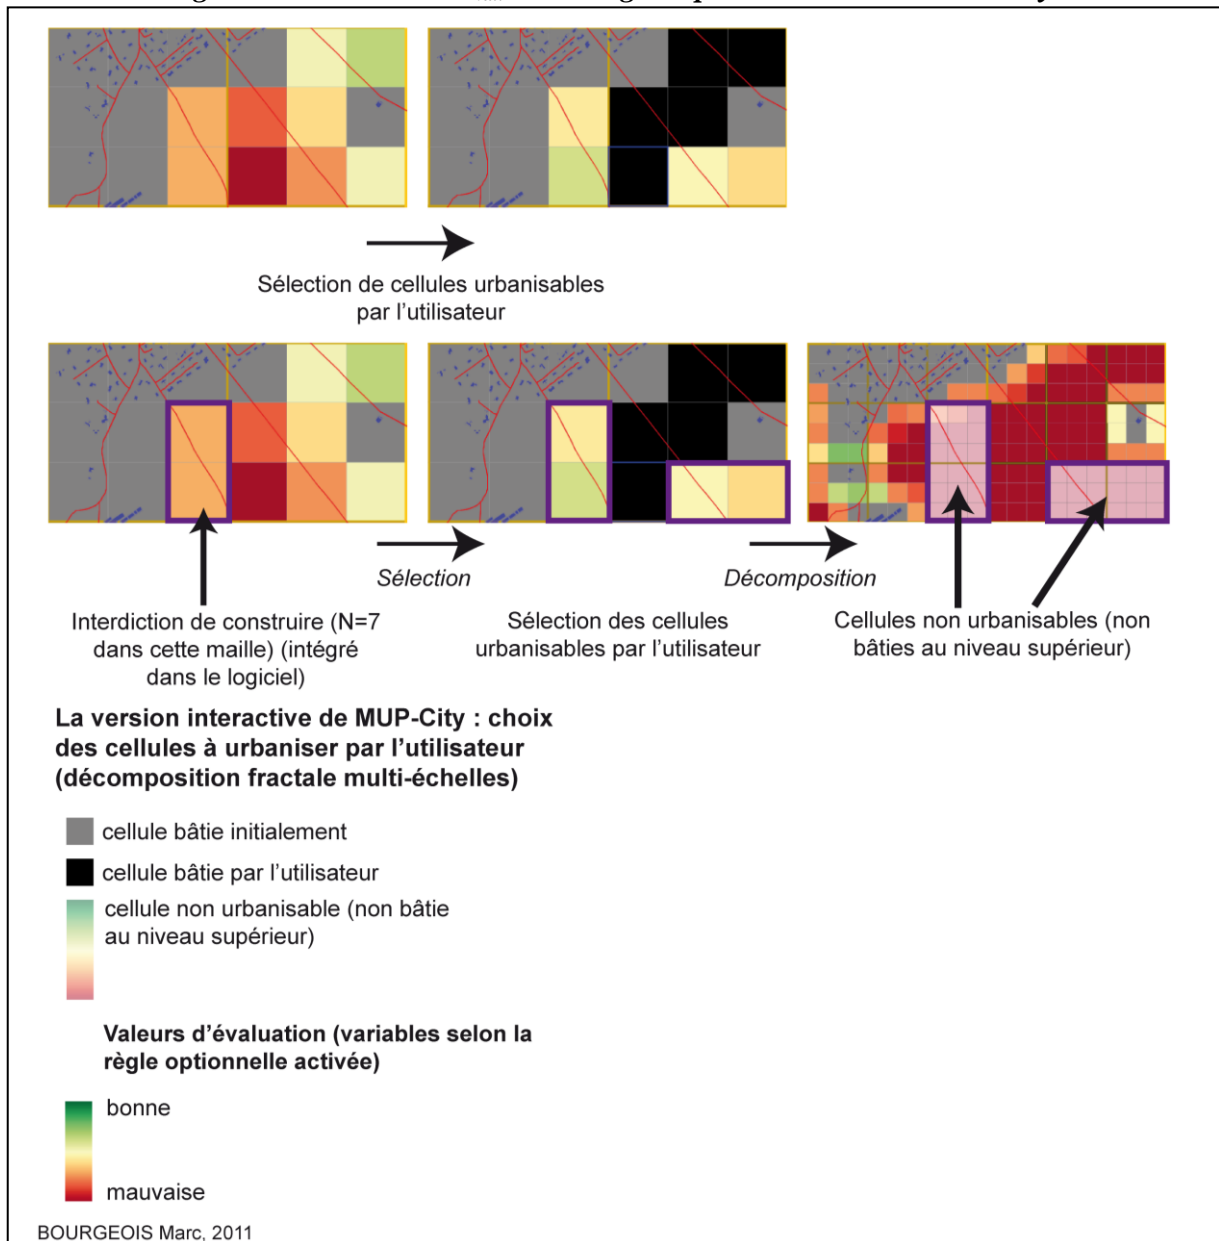 Sélection de cellules urbanisables
par l’utilisateur
Sélection
Décomposition
Interdiction de construire (N=7
dans cette maille) (intégré
dans le logiciel)
Sélection des cellules
urbanisables par l’utilisateur
Cellules non urbanisables (non
bâties au niveau supérieur)
La version interactive de MUP-City : choix
des cellules à urbaniser par l’utilisateur
(décomposition fractale multi-échelles)
cellule bâtie initialement
cellule bâtie par l’utilisateur
cellule non urbanisable (non bâtie
au niveau supérieur)
Valeurs d’évaluation (variables selon la
règle optionnelle activée)
bonne
mauvaise
BOURGEOIS Marc, 2011